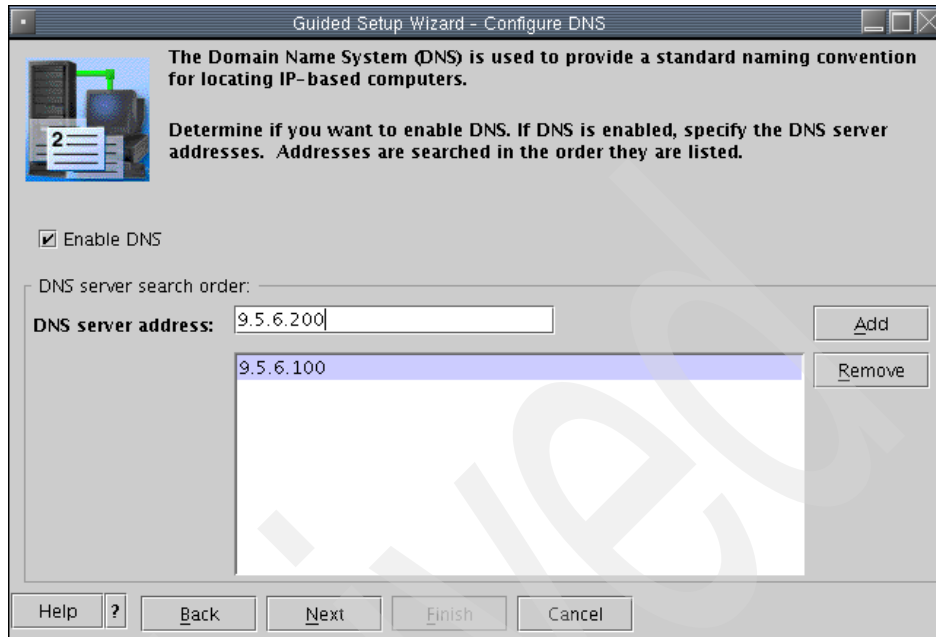 Guided Setup Wizard - Configure DNS
The Domain Name System (DNS) is used to provide a standard naming convention
for locating IP-based computers.
Determine if you want to enable DNS. If DNS is enabled, specify the DNS server
addresses. Addresses are searched in the order they are listed.
2
Enable DNS
DNS server search order:
DNS server address: 9.5.6.200 Add
9.5.6.100 Remove
Help ? Back Next Finish Cancel